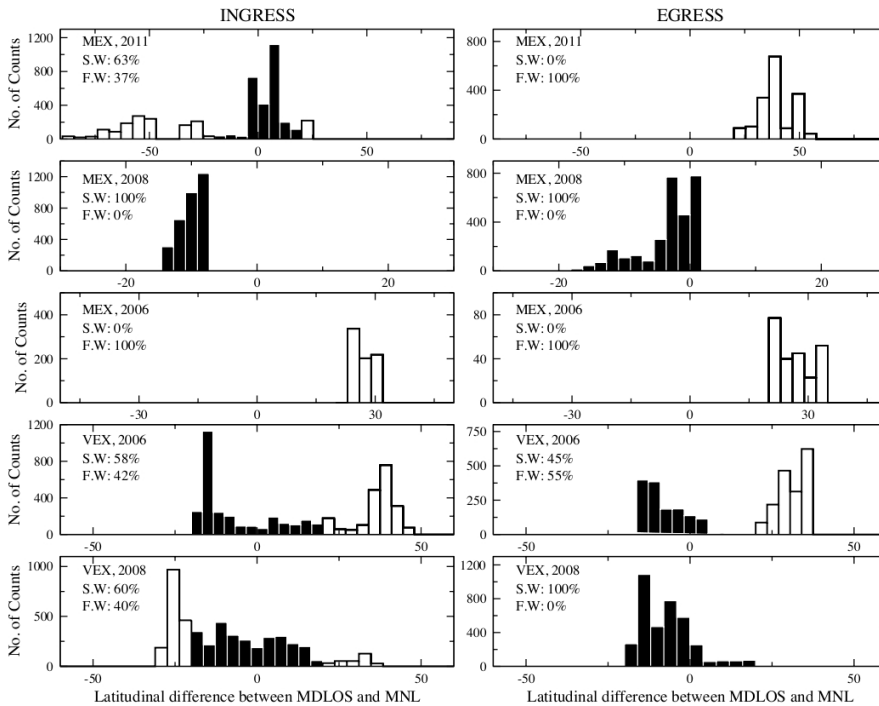 INGRESS
EGRESS
No. of Counts
1200
800
400
0
MEX, 2011
S.W: 63%
F.W: 37%
-50
0
50
800
400
0
MEX, 2011
S.W: 0%
F.W: 100%
-50
0
50
1200
800
400
0
MEX, 2008
S.W: 100%
F.W: 0%
-20
0
20
800
400
0
MEX, 2008
S.W: 100%
F.W: 0%
-20
0
20
No. of Counts
400
200
0
MEX, 2006
S.W: 0%
F.W: 100%
-30
0
30
80
40
0
MEX, 2006
S.W: 0%
F.W: 100%
-30
0
30
No. of Counts
1200
800
400
0
VEX, 2006
S.W: 58%
F.W: 42%
-50
0
50
750
500
250
0
VEX, 2006
S.W: 45%
F.W: 55%
-50
0
50
No. of Counts
1000
500
0
VEX, 2008
S.W: 60%
F.W: 40%
-50
0
50
1200
800
400
0
VEX, 2008
S.W: 100%
F.W: 0%
-50
0
50
Latitudinal difference between MDLOS and MNL
Latitudinal difference between MDLOS and MNL